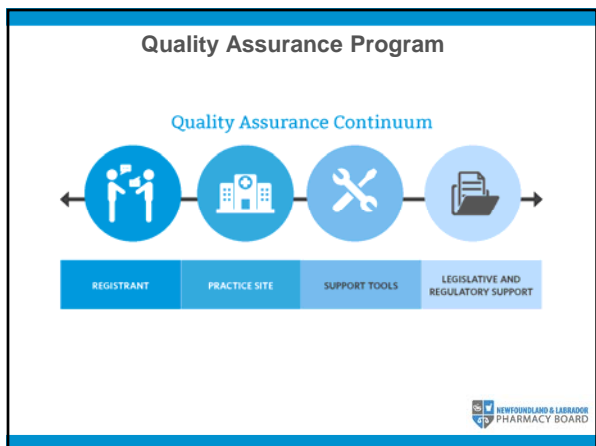 Quality Assurance Program
Quality Assurance Continuum
REGISTRANT
PRACTICE SITE
SUPPORT TOOLS
LEGISLATIVE AND
REGULATORY SUPPORT
NEWFOUNDLAND & LABRADOR
PHARMACY BOARD